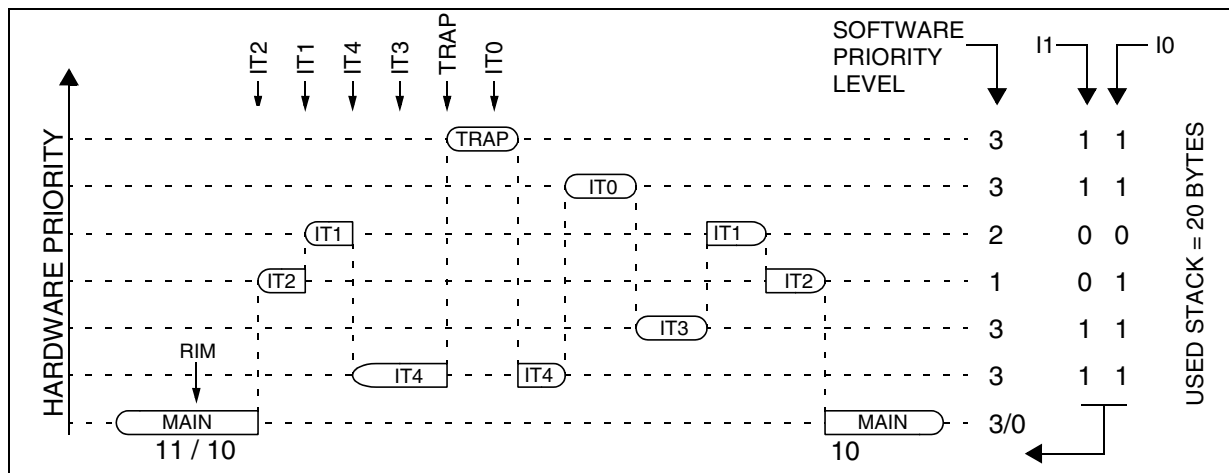 IT2
IT1
IT4
IT3
TRAP
IT0
SOFTWARE
PRIORITY
LEVEL
I1
I0
HARDWARE PRIORITY
USED STACK = 20 BYTES
TRAP
3
1 1
IT0
3
1 1
IT1
IT1
2
0 0
IT2
IT2
1
0 1
IT3
3
1 1
RIM
IT4
IT4
3
1 1
MAIN
MAIN
3/0
11 / 10
10